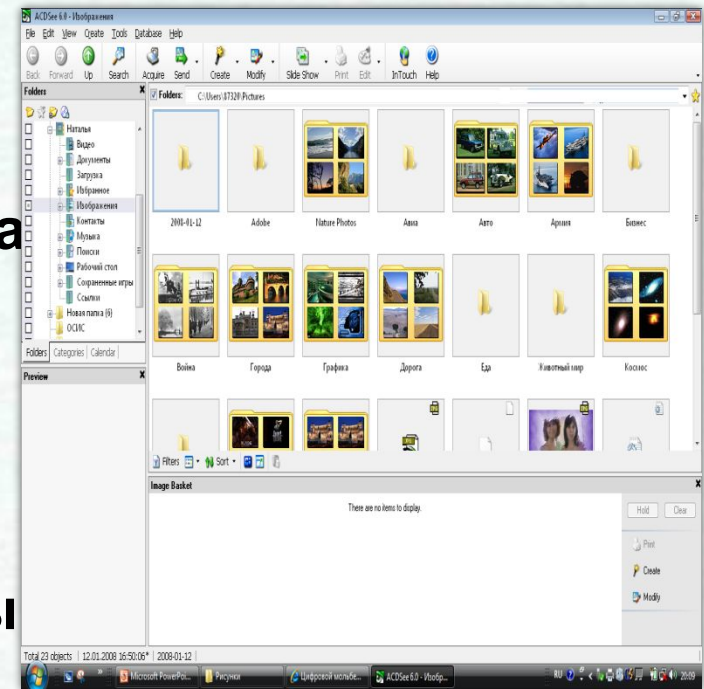 ACDSee 6.0 - Изображения
File Edit View Create Tools Database Help
Back Forward Up Search Acquire Send Create Modify Slide Show Print Edit InTouch Help
Folders
Folders: C:\Users\87320\Pictures
Наталья
Видео
Документы
Загрузка
Избранное
Изображения
Контакты
Музыка
Поиски
Рабочий стол
Сохраненные игры
Ссылки
Новая папка (6)
ОСИС
Folders Categories Calendar
а
2008-01-12 Adobe Nature Photos Авиа Авто Армия Бизнес
Война Города Графика Дорога Еда Животный мир Космос
Preview
Filters Sort
Image Basket
There are no items to display.
Hold Clear
Print
Create
Modify
ы
Total 23 objects 12.01.2008 16:50:06* 2008-01-12
Microsoft PowerPoi... Рисунки Цифровой мольбе... ACDSee 6.0 - Изобр... RU 20:09